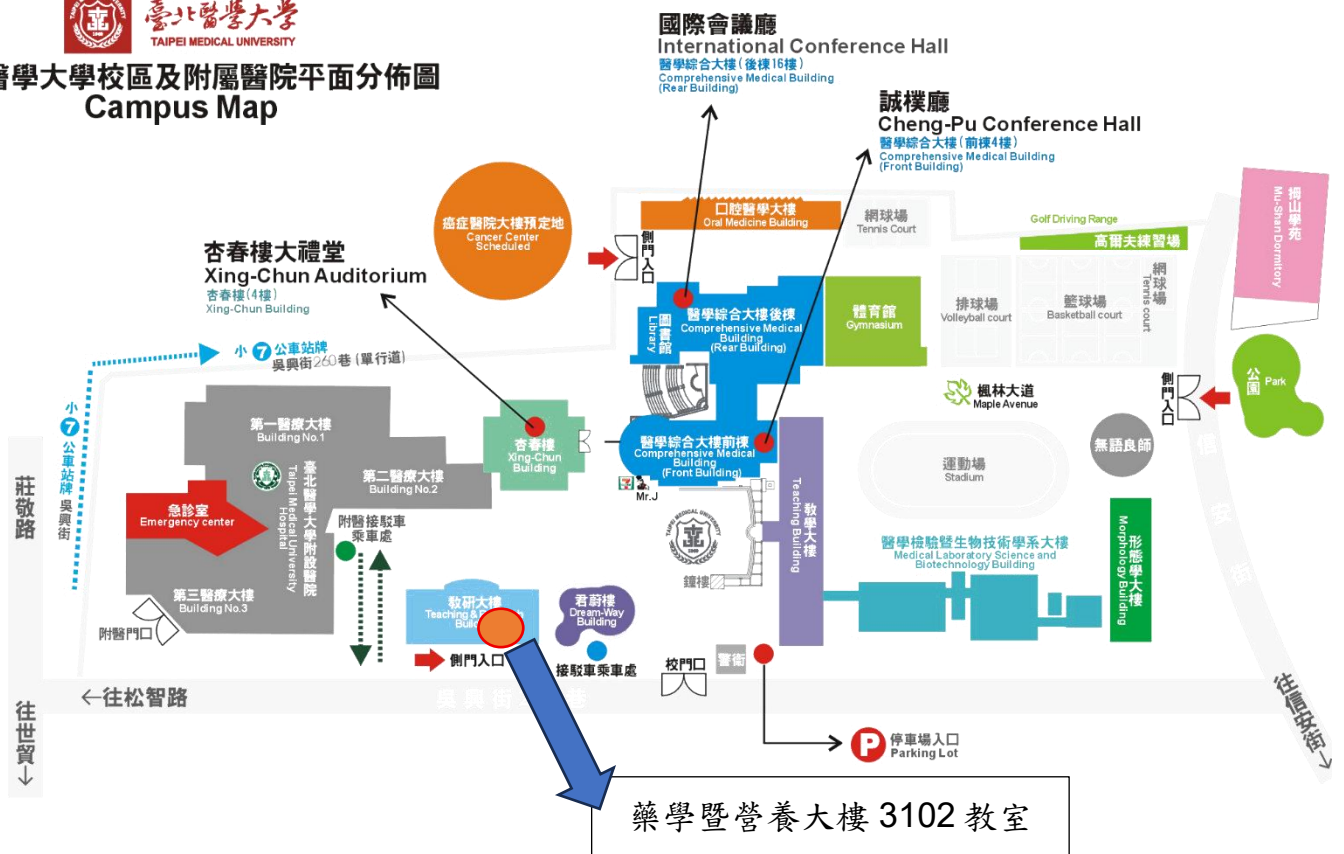 臺北醫學大學
TAIPEI MEDICAL UNIVERSITY
醫學大學校區及附屬醫院平面分佈圖
Campus Map
國際會議廳
International Conference Hall
醫學綜合大樓(後棟16樓)
Comprehensive Medical Building
(Rear Building)
誠樸廳
Cheng-Pu Conference Hall
醫學綜合大樓(前棟4樓)
Comprehensive Medical Building
(Front Building)
拇山學苑
Mu-Shan Dormitory
癌症醫院大樓預定地
Cancer Center
Scheduled
側門入口
口腔醫學大樓
Oral Medicine Building
網球場
Tennis Court
Golf Driving Range
高爾夫練習場
杏春樓大禮堂
Xing-Chun Auditorium
杏春樓(4樓)
Xing-Chun Building
圖書館
Library
醫學綜合大樓後棟
Comprehensive Medical
Building
(Rear Building)
體育館
Gymnasium
排球場
Volleyball court
籃球場
Basketball court
網球場
Tennis court
小 7 公車站牌
吳興街260巷 (單行道)
公園
Park
側門入口
楓林大道
Maple Avenue
小 7 公車站牌 吳興街
第一醫療大樓
Building No.1
杏春樓
Xing-Chun
Building
醫學綜合大樓前棟
Comprehensive Medical
Building
(Front Building)
無語良師
第二醫療大樓
Building No.2
運動場
Stadium
莊敬路
急診室
Emergency center
臺北醫學大學附設醫院
Taipei Medical University
Hospital
7
Mr.J
教學大樓
Teaching Building
信安街
附醫接駁車
乘車處
TAIPEI MEDICAL UNIVERSITY
鐘樓
醫學檢驗暨生物技術學系大樓
Medical Laboratory Science and
Biotechnology Building
形態學大樓
Morphology Building
第三醫療大樓
Building No.3
附醫門口
教研大樓
Teaching &
君蔚樓
Dream-Way
Building
側門入口
接駁車乘車處
校門口
警衛
←往松智路
吳興街
巷
往世貿↓
往信安街↓
P
停車場入口
Parking Lot
藥學暨營養大樓 3102 教室